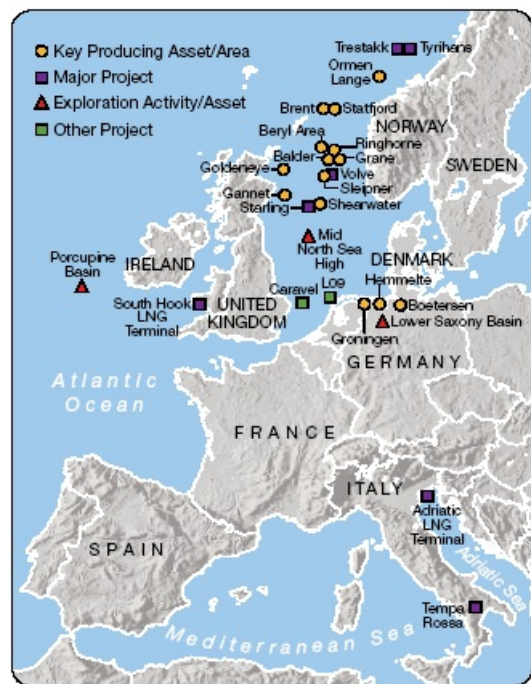 Key Producing Asset/Area
Major Project
Exploration Activity/Asset
Other Project
Trestakk
Tyrihans
Ormen
Lange
Brent
Statfjord
NORWAY
Beryl Area
Ringhorne
Balder
Grane
SWEDEN
Goldeneye
Volve
Sleipner
Gannet
Starling
Shearwater
Mid
North Sea
High
Porcupine
Basin
IRELAND
DENMARK
Hemmelte
Loe
Caravel
Boetersen
South Hook
LNG
Terminal
UNITED
KINGDOM
Lower Saxony Basin
Groningen
GERMANY
Atlantic
Ocean
FRANCE
ITALY
Adriatic
LNG
Terminal
SPAIN
Adriatic Sea
Tempa
Rossa
Mediterranean Sea